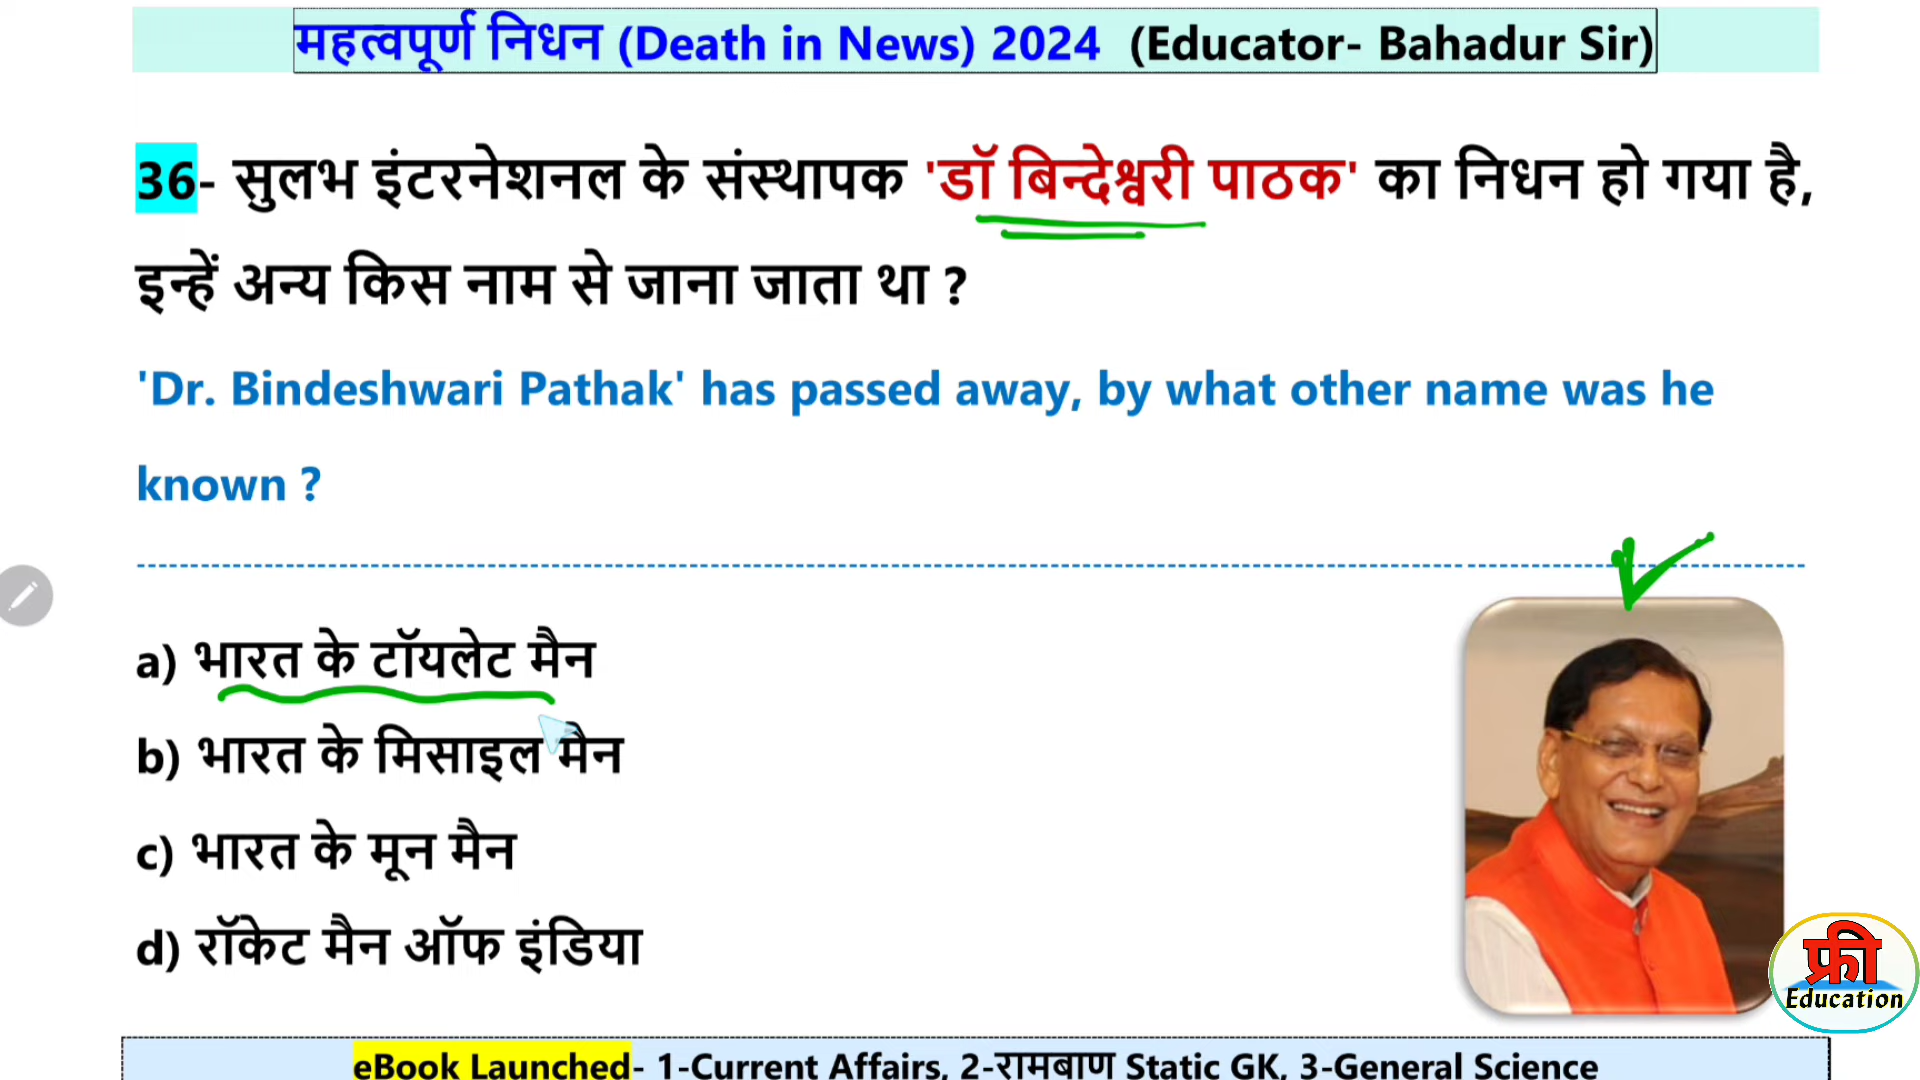 महत्वपूर्ण निधन (Death in News) 2024 (Educator- Bahadur Sir)
36- सुलभ इंटरनेशनल के संस्थापक 'डॉ बिन्देश्वरी पाठक' का निधन हो गया है,
इन्हें अन्य किस नाम से जाना जाता था ?
'Dr. Bindeshwari Pathak' has passed away, by what other name was he
known ?
a) भारत के टॉयलेट मैन
b) भारत के मिसाइल मैन
c) भारत के मून मैन
d) रॉकेट मैन ऑफ इंडिया
फ्री
Education
eBook Launched- 1-Current Affairs, 2-रामबाण Static GK, 3-General Science